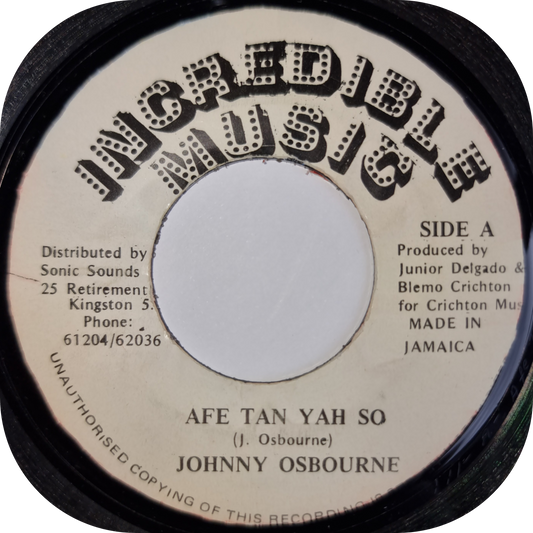 INCREDIBLE
MUSIC
SIDE A
Distributed by
Sonic Sounds
25 Retirement
Kingston 5.
Phone:
61204/62036
Produced by
Junior Delgado &
Blemo Crichton
for Crichton Mus
MADE IN
JAMAICA
AFE TAN YAH SO
(J. Osbourne)
JOHNNY OSBOURNE
UNAUTHORISED COPYING OF THIS RECORDING